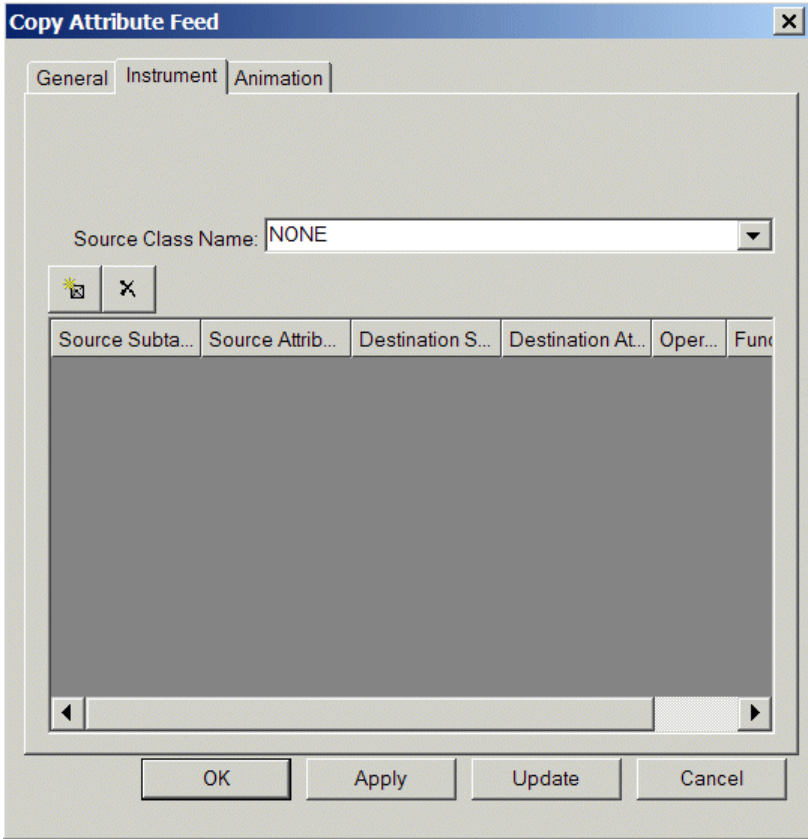 Copy Attribute Feed
General Instrument Animation
Source Class Name: NONE
Source Subta... Source Attrib... Destination S... Destination At... Oper... Func
OK Apply Update Cancel